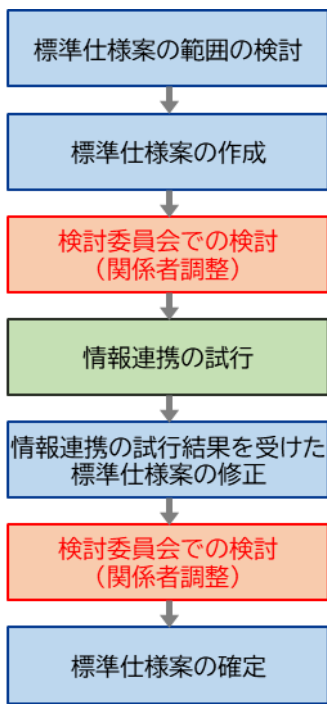 標準仕様案の範囲の検討
標準仕様案の作成
検討委員会での検討
（関係者調整）
情報連携の試行
情報連携の試行結果を受けた
標準仕様案の修正
検討委員会での検討
（関係者調整）
標準仕様案の確定